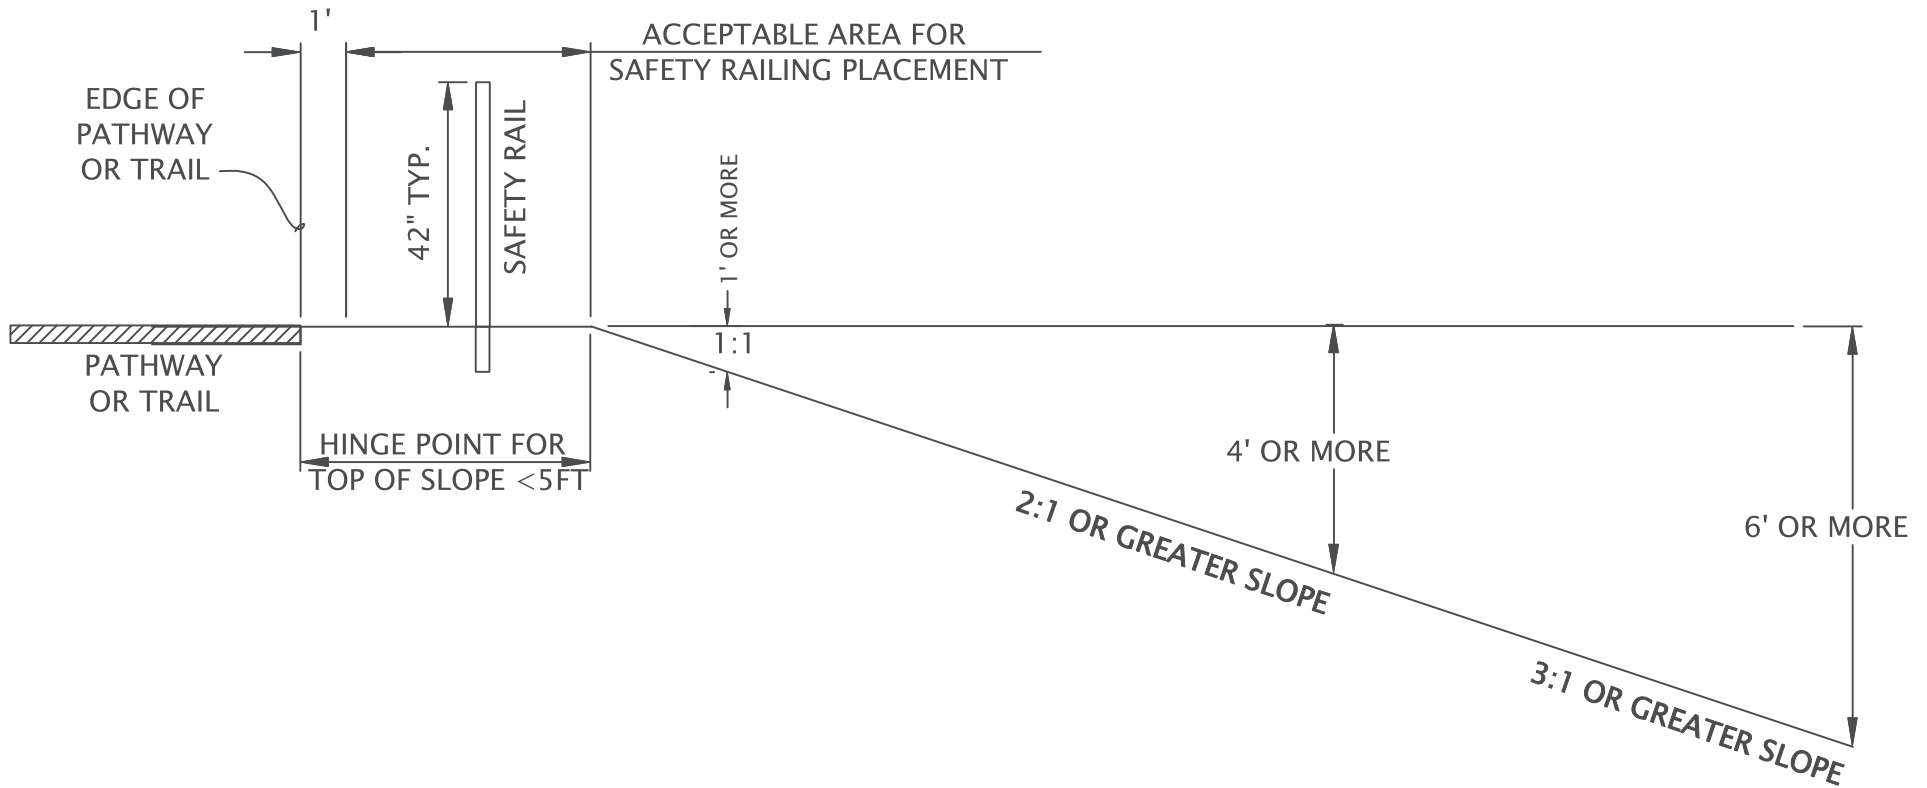 1'
ACCEPTABLE AREA FOR
SAFETY RAILING PLACEMENT
EDGE OF
PATHWAY
OR TRAIL
42" TYP.
SAFETY RAIL
1' OR MORE
1:1
PATHWAY
OR TRAIL
HINGE POINT FOR
TOP OF SLOPE <5FT
4' OR MORE
2:1 OR GREATER SLOPE
6' OR MORE
3:1 OR GREATER SLOPE